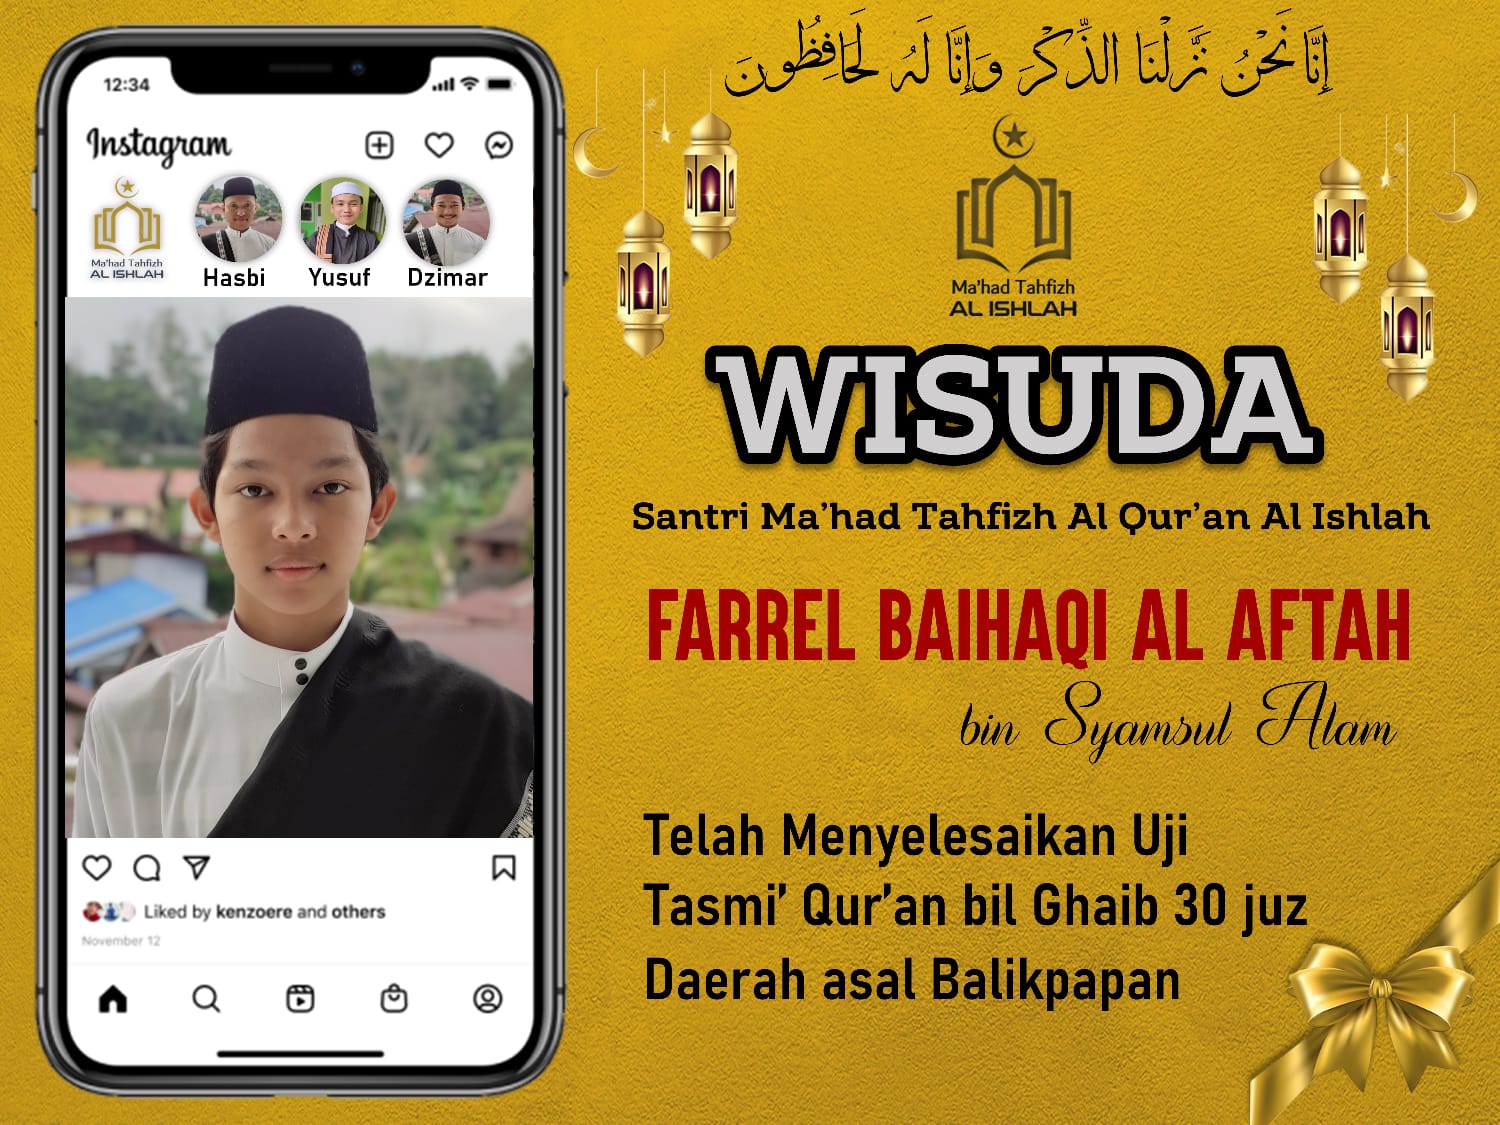 12:34
Instagram
Ma'had Tahfizh
AL ISHLAH
Hasbi
Yusuf
Dzimar
Liked by kenzoere and others
November 12
إِنَّا نَحْنُ نَزَّلْنَا الذِّكْرَ وَإِنَّا لَهُ لَحَافِظُونَ
Ma'had Tahfizh
AL ISHLAH
WISUDA
Santri Ma'had Tahfizh Al Qur'an Al Ishlah
FARREL BAIHAQI AL AFTAH
bin Syamsul Alam
Telah Menyelesaikan Uji
Tasmi' Qur'an bil Ghaib 30 juz
Daerah asal Balikpapan